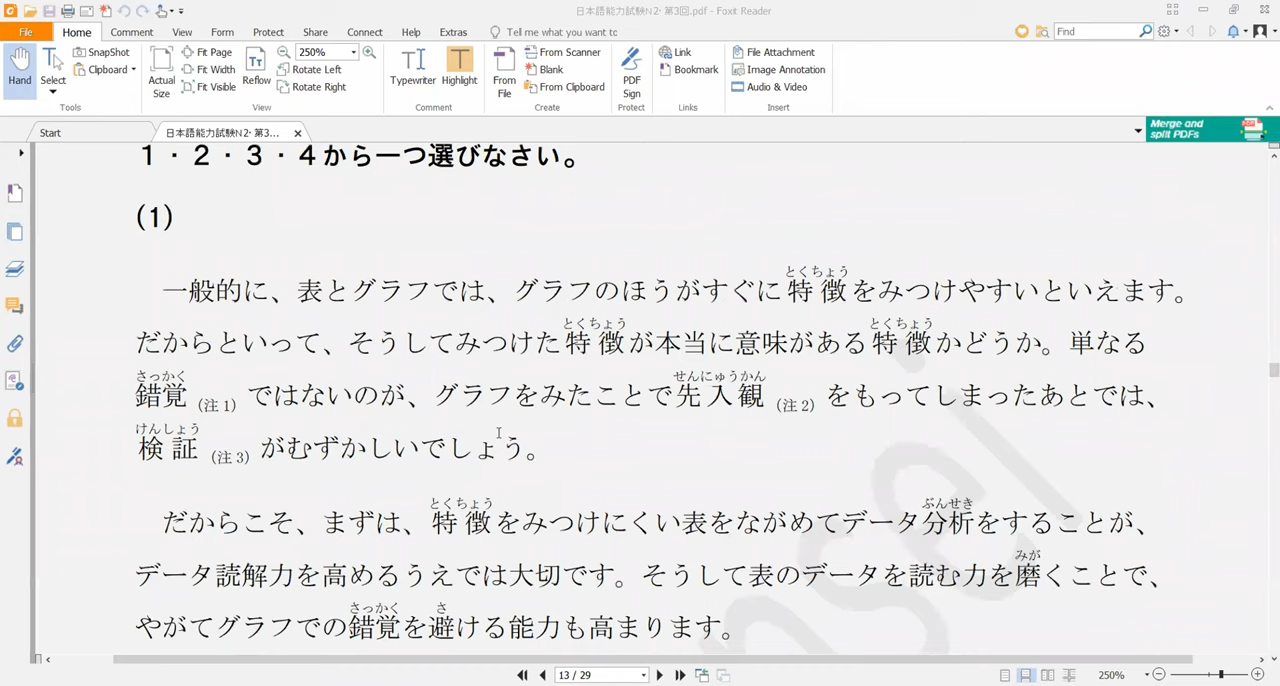 日本語能力試験N2· 第3回.pdf - Foxit Reader
File Home Comment View Form Protect Share Connect Help Extras Tell me what you want to Find
Hand
Select
SnapShot
Clipboard
Tools
Actual Size
Fit Page
Fit Width
Fit Visible
Reflow
250%
Rotate Left
Rotate Right
View
Typewriter
Highlight
Comment
From File
From Scanner
Blank
From Clipboard
Create
PDF Sign
Protect
Link
Bookmark
Links
File Attachment
Image Annotation
Audio & Video
Insert
Start 日本語能力試験N2· 第3...
Merge and split PDFs
1・2・3・4から一つ選びなさい。
(1)
とくちょう
一般的に、表とグラフでは、グラフのほうがすぐに特徴をみつけやすいといえます。
とくちょう とくちょう
だからといって、そうしてみつけた特徴が本当に意味がある特徴かどうか。単なる
さっかく せんにゅうかん
錯覚(注1)ではないのが、グラフをみたことで先入観(注2)をもってしまったあとでは、
けんしょう
検証(注3)がむずかしいでしょう。
とくちょう ぶんせき
だからこそ、まずは、特徴をみつけにくい表をながめてデータ分析をすることが、
みが
データ読解力を高めるうえでは大切です。そうして表のデータを読む力を磨くことで、
さっかく さ
やがてグラフでの錯覚を避ける能力も高まります。
13 / 29
250%